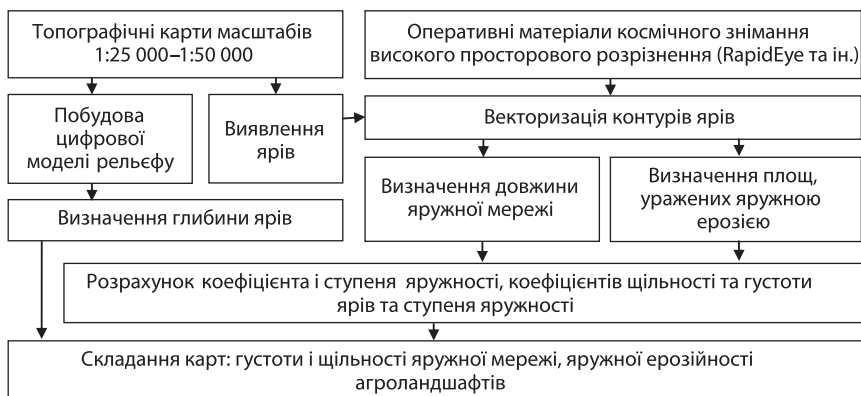 Топографічні карти масштабів
1:25 000–1:50 000
Оперативні матеріали космічного знімання
високого просторового розрізнення (RapidEye та ін.)
Побудова
цифрової
моделі рельєфу
Виявлення
ярів
Векторизація контурів ярів
Визначення довжини
яружної мережі
Визначення площ,
уражених яружною
ерозією
Визначення глибини ярів
Розрахунок коефіцієнта і ступеня яружності, коефіцієнтів щільності та густоти
ярів та ступеня яружності
Складання карт: густоти і щільності яружної мережі, яружної ерозійності
агроландшафтів